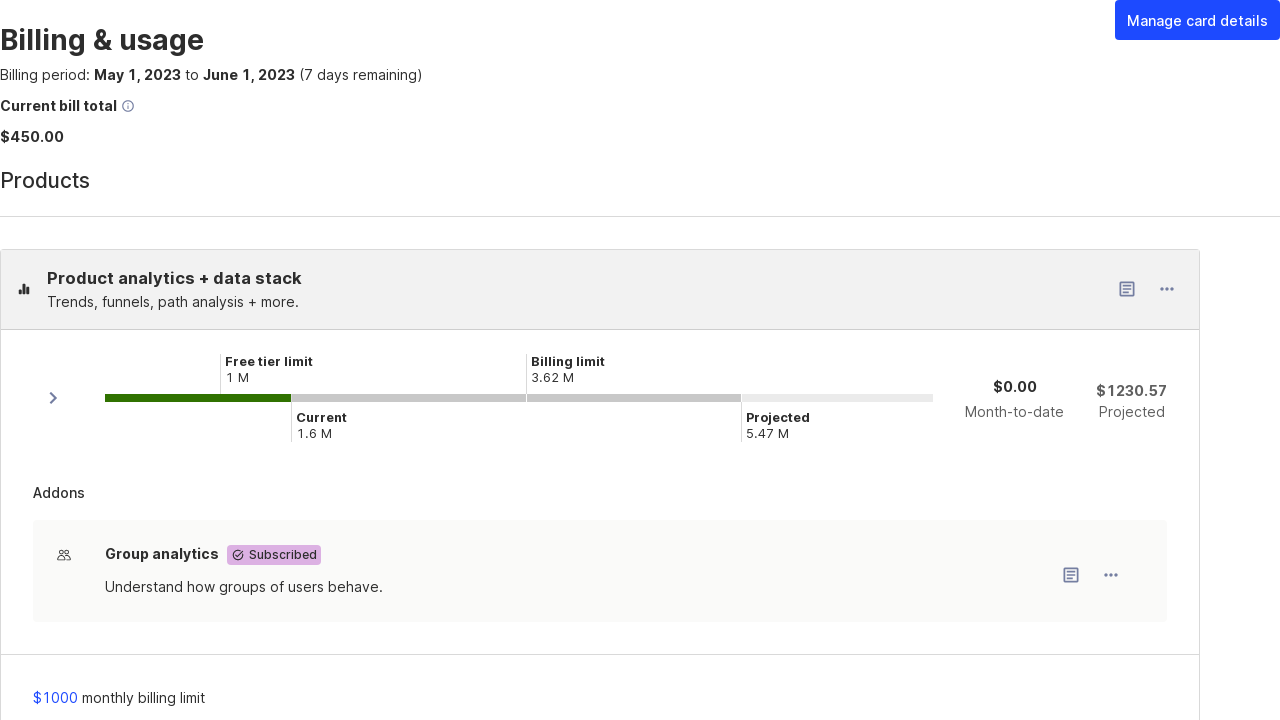 Manage card details
Billing & usage
Billing period: May 1, 2023 to June 1, 2023 (7 days remaining)
Current bill total
$450.00
Products
Product analytics + data stack
Trends, funnels, path analysis + more.
Free tier limit
1 M
Billing limit
3.62 M
Current
1.6 M
Projected
5.47 M
$0.00
Month-to-date
$1230.57
Projected
Addons
Group analytics Subscribed
Understand how groups of users behave.
$1000 monthly billing limit